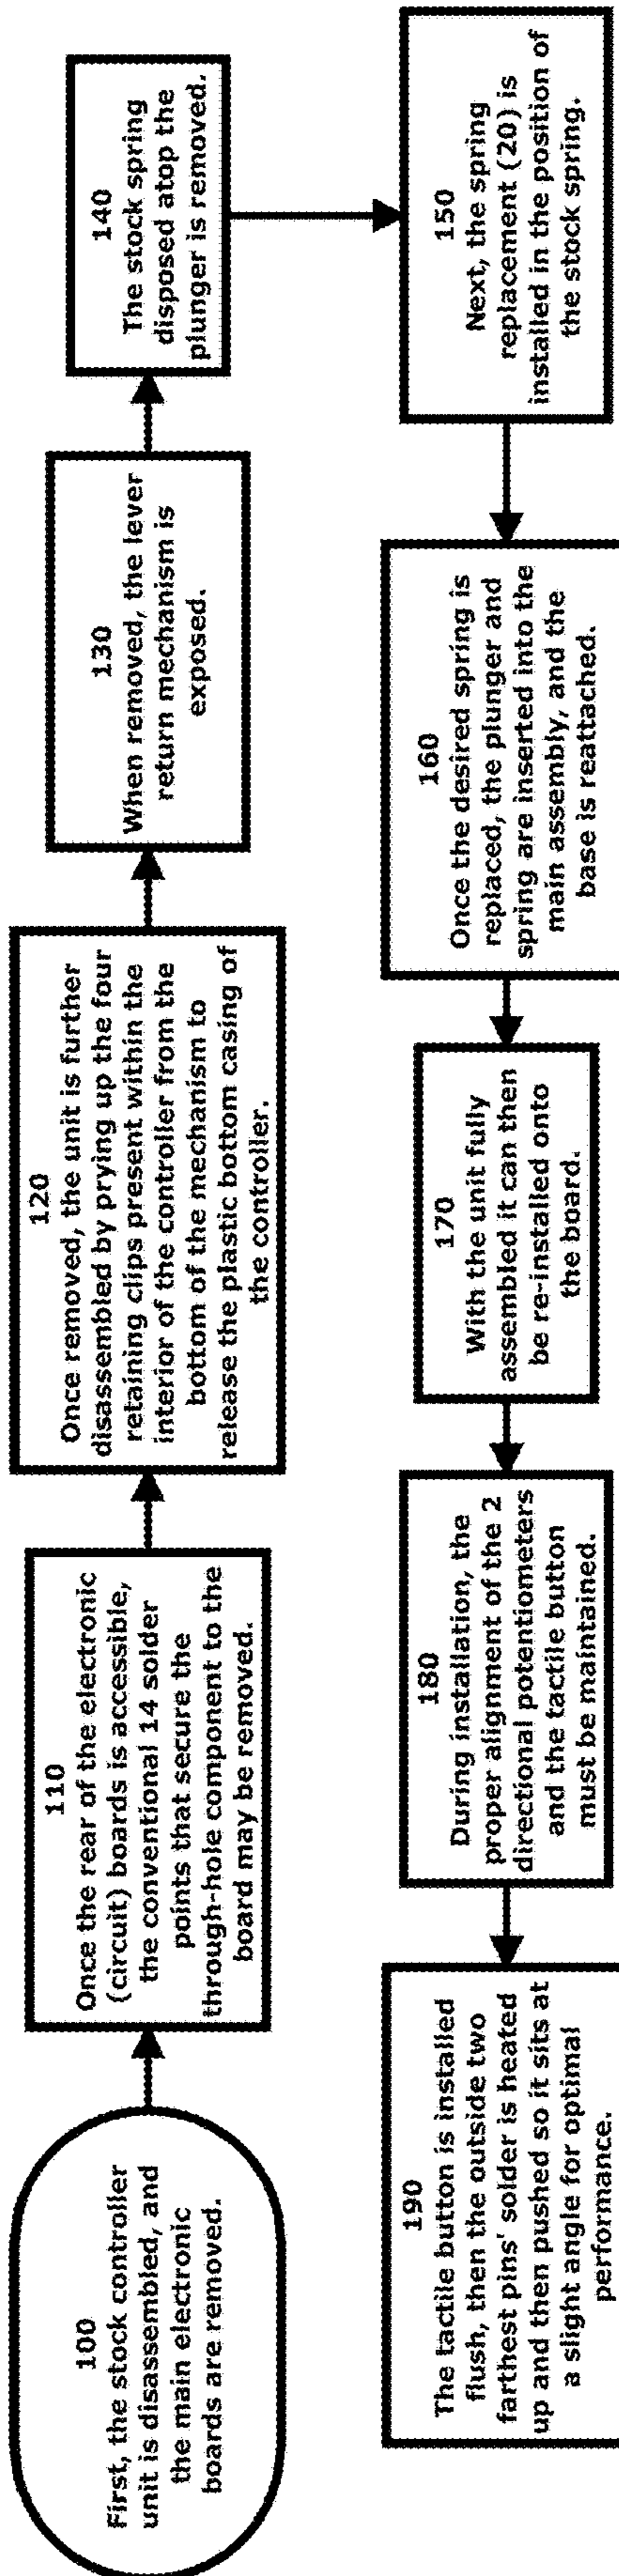 100
First, the stock controller
unit is disassembled, and
the main electronic
boards are removed.
110
Once the rear of the electronic
(circuit) boards is accessible,
the conventional 14 solder
points that secure the
through-hole component to the
board may be removed.
120
Once removed, the unit is further
disassembled by prying up the four
retaining clips present within the
interior of the controller from the
bottom of the mechanism to
release the plastic bottom casing of
the controller.
130
When removed, the lever
return mechanism is
exposed.
140
The stock spring
disposed atop the
plunger is removed.
150
Next, the spring
replacement (20) is
installed in the position of
the stock spring.
160
Once the desired spring is
replaced, the plunger and
spring are inserted into the
main assembly, and the
base is reattached.
170
With the unit fully
assembled it can then
be re-installed onto
the board.
180
During installation, the
proper alignment of the 2
directional potentiometers
and the tactile button
must be maintained.
190
The tactile button is installed
flush, then the outside two
farthest pins' solder is heated
up and then pushed so it sits at
a slight angle for optimal
performance.